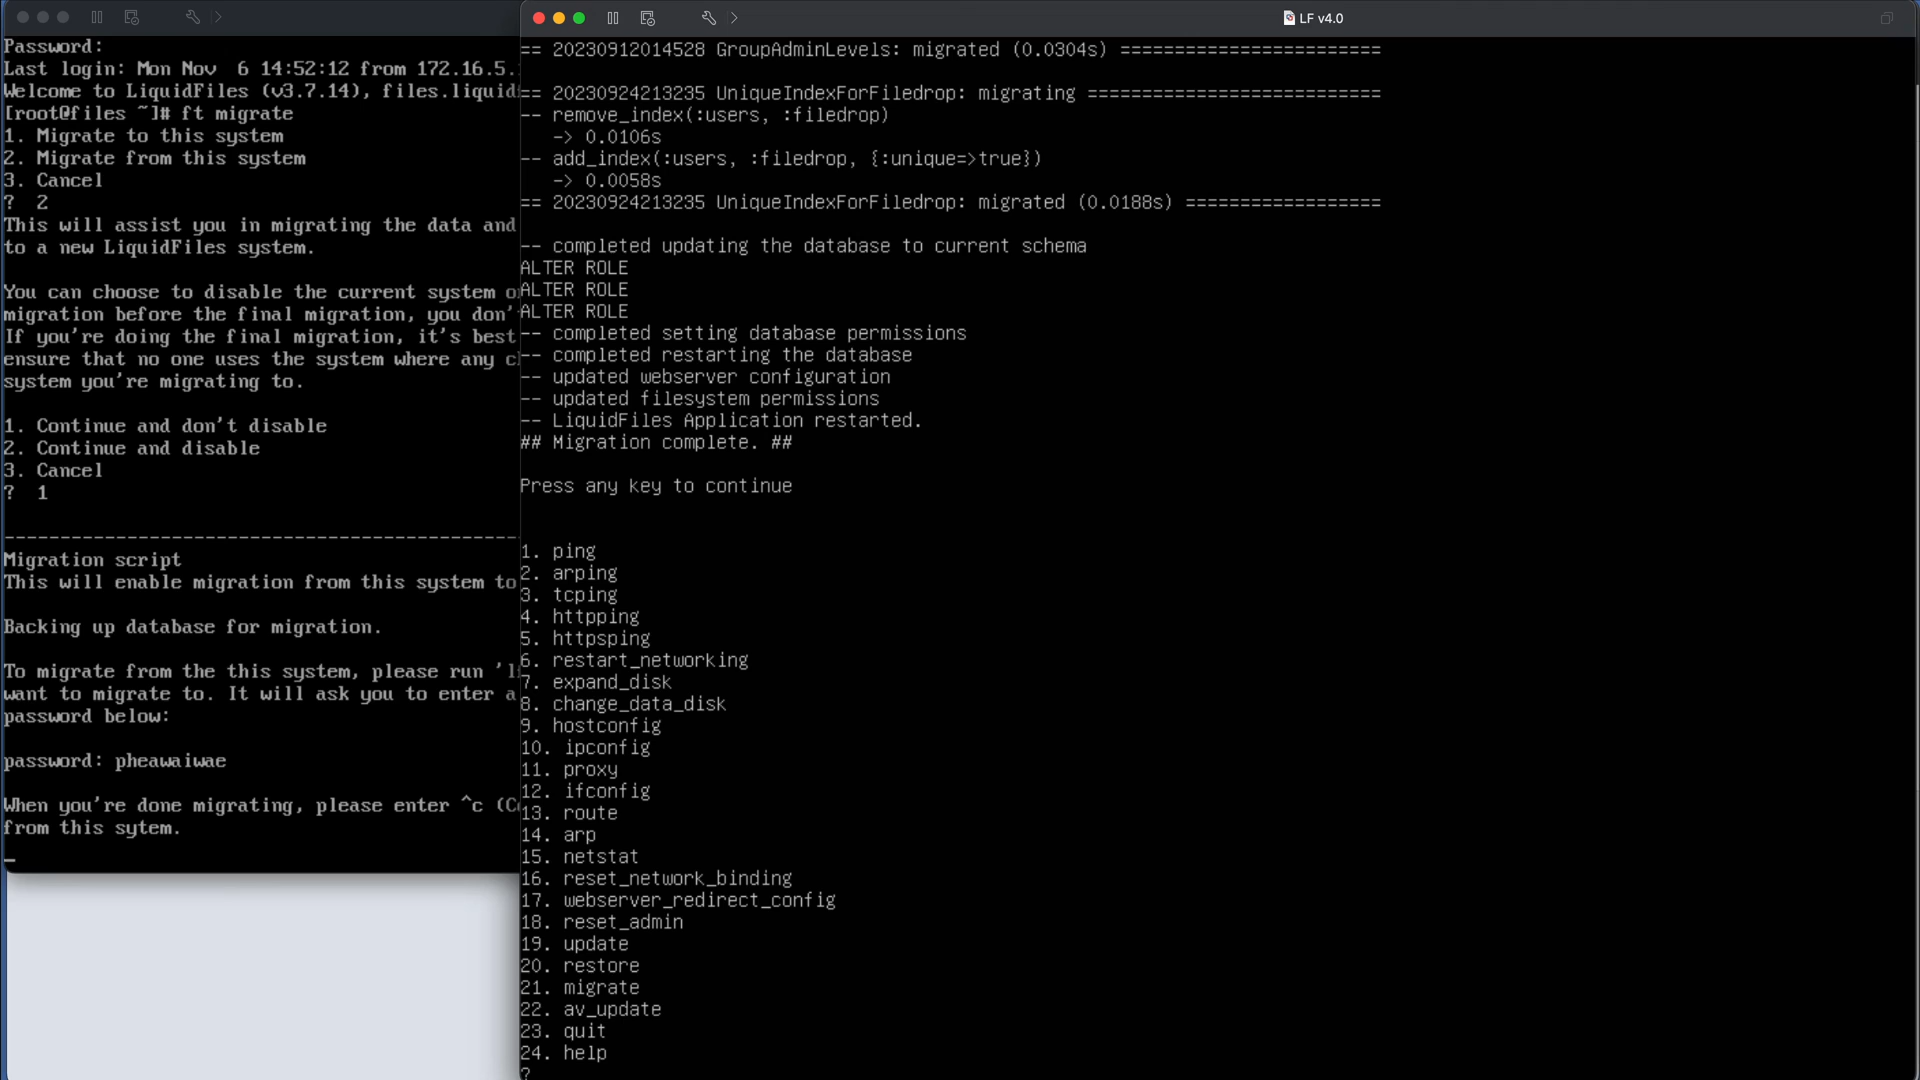 Password:
Last login: Mon Nov  6 14:52:12 from 172.16.5.
Welcome to LiquidFiles (v3.7.14), files.liquid
[root@files ~]# ft migrate
1. Migrate to this system
2. Migrate from this system
3. Cancel
?  2
This will assist you in migrating the data and
to a new LiquidFiles system.
You can choose to disable the current system o
migration before the final migration, you don'
If you're doing the final migration, it's best
ensure that no one uses the system where any c
system you're migrating to.
1. Continue and don't disable
2. Continue and disable
3. Cancel
?  1
-----------------------------------------------
Migration script
This will enable migration from this system to
Backing up database for migration.
To migrate from the this system, please run 'l
want to migrate to. It will ask you to enter a
password below:
password: pheawaiwae
When you're done migrating, please enter ^c (C
from this sytem.
LF v4.0
== 20230912014528 GroupAdminLevels: migrated (0.0304s) ========================
== 20230924213235 UniqueIndexForFiledrop: migrating ===========================
-- remove_index(:users, :filedrop)
   -> 0.0106s
-- add_index(:users, :filedrop, {:unique=>true})
   -> 0.0058s
== 20230924213235 UniqueIndexForFiledrop: migrated (0.0188s) ==================
-- completed updating the database to current schema
ALTER ROLE
ALTER ROLE
ALTER ROLE
-- completed setting database permissions
-- completed restarting the database
-- updated webserver configuration
-- updated filesystem permissions
-- LiquidFiles Application restarted.
## Migration complete. ##
Press any key to continue
1. ping
2. arping
3. tcping
4. httpping
5. httpsping
6. restart_networking
7. expand_disk
8. change_data_disk
9. hostconfig
10. ipconfig
11. proxy
12. ifconfig
13. route
14. arp
15. netstat
16. reset_network_binding
17. webserver_redirect_config
18. reset_admin
19. update
20. restore
21. migrate
22. av_update
23. quit
24. help
?